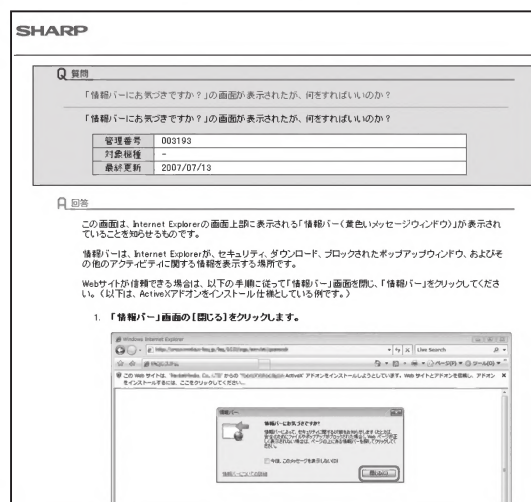 SHARP
Q 質問
「情報バーにお気づきですか？」の画面が表示されたが、何をすればいいのか？
「情報バーにお気づきですか？」の画面が表示されたが、何をすればいいのか？
管理番号 003193
対象機種 -
最終更新 2007/07/13
A 回答
この画面は、Internet Explorerの画面上部に表示される「情報バー（黄色いメッセージウィンドウ）」が表示され
ていることを知らせるものです。
情報バーは、Internet Explorerが、セキュリティ、ダウンロード、ブロックされたポップアップウィンドウ、およびそ
の他のアクティビティに関する情報を表示する場所です。
Webサイトが信頼できる場合は、以下の手順に従って「情報バー」画面を閉じ、「情報バー」をクリックしてくださ
い。（以下は、ActiveXアドオンをインストール仕様としている例です。）
1. 「情報バー」画面の【閉じる】をクリックします。
Windows Internet Explorer
Live Search
情報バー
情報バーにお気づきですか?
今後、このメッセージを表示しない(D)
情報バーについての詳細
閉じる(C)